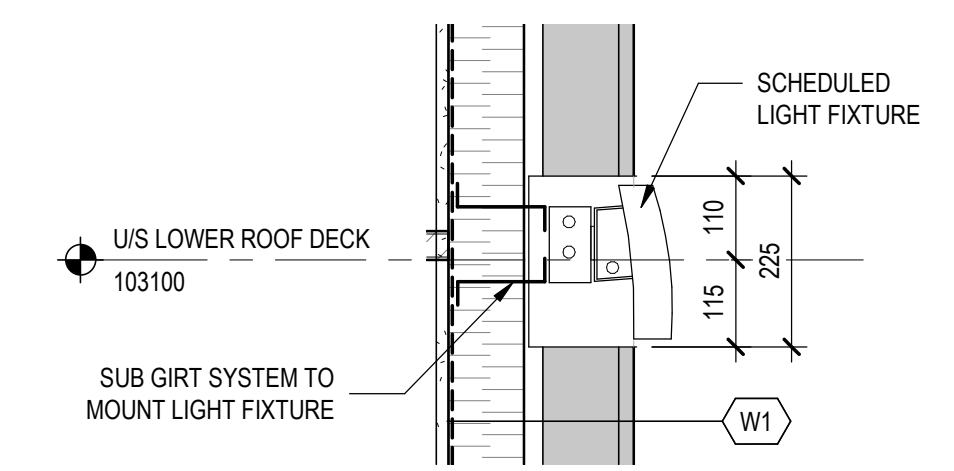 SCHEDULED
LIGHT FIXTURE
U/S LOWER ROOF DECK
103100
110
225
115
SUB GIRT SYSTEM TO
MOUNT LIGHT FIXTURE
W1